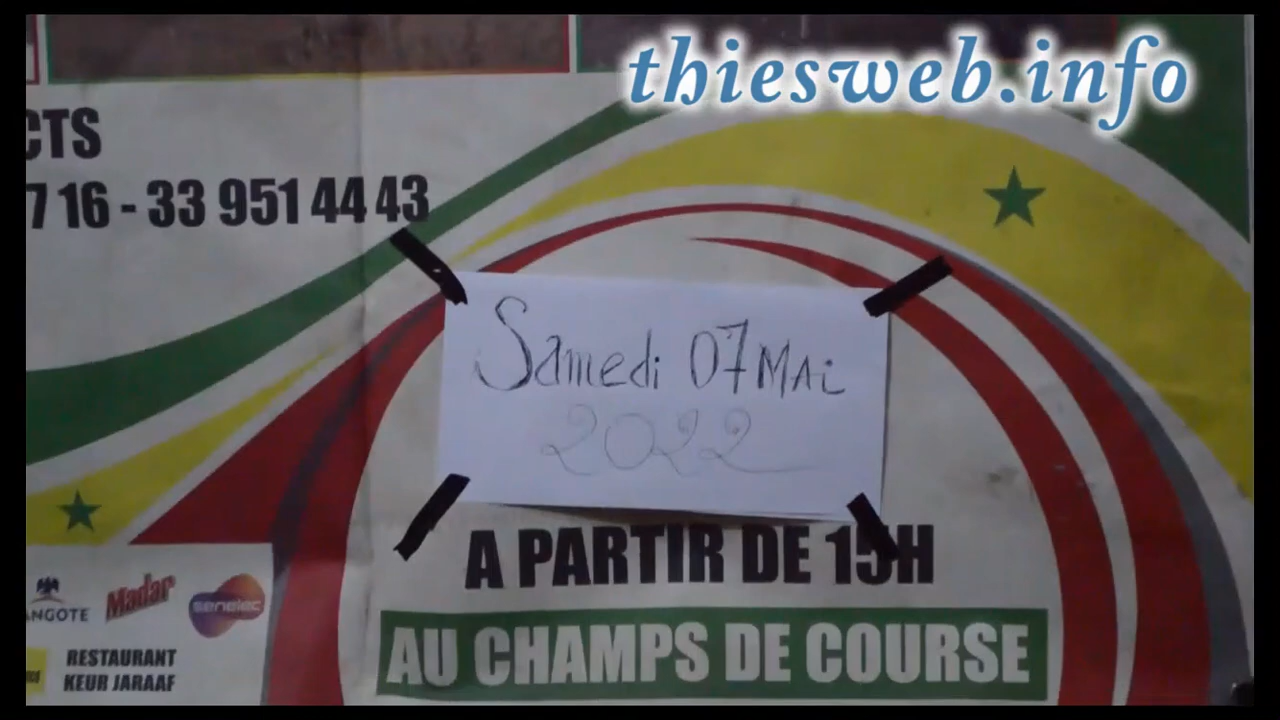 thiesweb.info
CTS
7 16 - 33 951 44 43
Samedi 07 Mai
2022
A PARTIR DE 15H
AU CHAMPS DE COURSE
ANGOTE
Madar
senelec
RESTAURANT
KEUR JARAAF